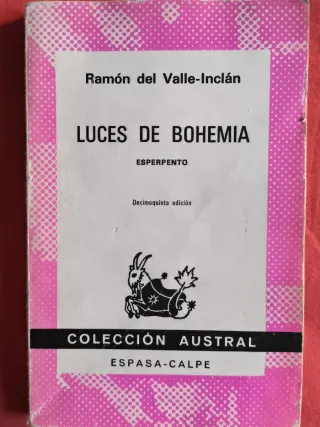 Ramón del Valle-Inclán
LUCES DE BOHEMIA
ESPERPENTO
Decimoquinta edición
COLECCIÓN AUSTRAL
ESPASA-CALPE